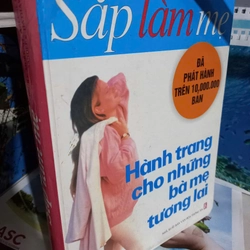 Sắp làm mẹ
ĐÃ
PHÁT HÀNH
TRÊN 10,000,000
BẢN
Hành trang
cho những
bà mẹ
tương lai
ASC